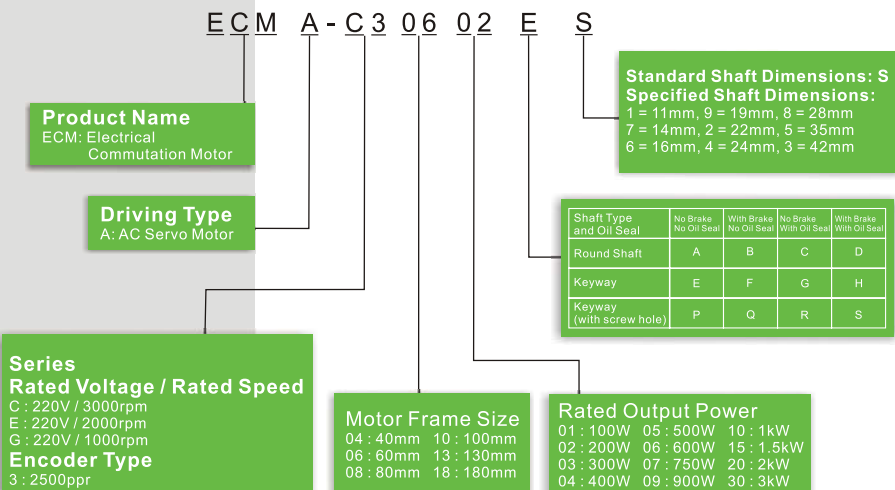 ECMA-C30602ES
Product Name
ECM: Electrical
Commutation Motor
Driving Type
A: AC Servo Motor
Series
Rated Voltage / Rated Speed
C : 220V / 3000rpm
E : 220V / 2000rpm
G : 220V / 1000rpm
Encoder Type
3 : 2500ppr
Motor Frame Size
04 : 40mm 10 : 100mm
06 : 60mm 13 : 130mm
08 : 80mm 18 : 180mm
Rated Output Power
01 : 100W 05 : 500W 10 : 1kW
02 : 200W 06 : 600W 15 : 1.5kW
03 : 300W 07 : 750W 20 : 2kW
04 : 400W 09 : 900W 30 : 3kW
Shaft Type and Oil Seal | No Brake No Oil Seal | With Brake No Oil Seal | No Brake With Oil Seal | With Brake With Oil Seal
Round Shaft A B C D
Keyway E F G H
Keyway
(with screw hole) P Q R S
Standard Shaft Dimensions: S
Specified Shaft Dimensions:
1 = 11mm, 9 = 19mm, 8 = 28mm
7 = 14mm, 2 = 22mm, 5 = 35mm
6 = 16mm, 4 = 24mm, 3 = 42mm